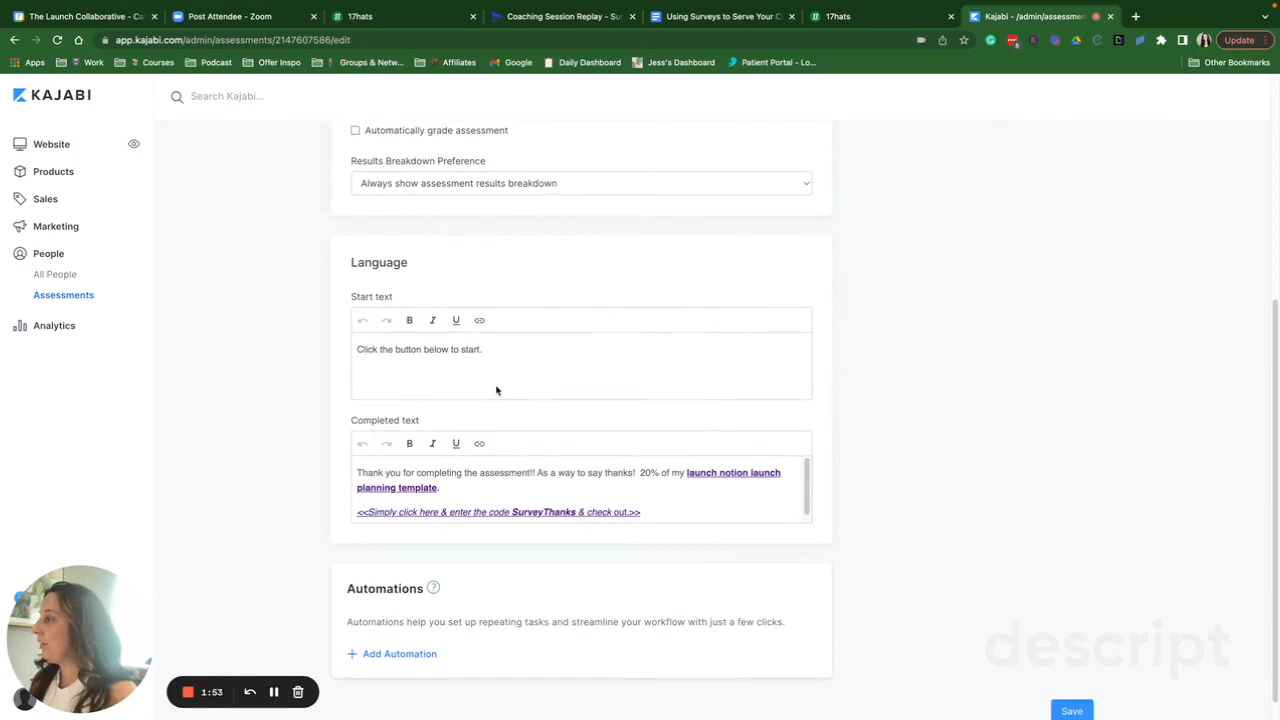 The Launch Collaborative - Ca
Post Attendee - Zoom
17hats
Coaching Session Replay - Su
Using Surveys to Serve Your C
17hats
Kajabi - /admin/assessmen
app.kajabi.com/admin/assessments/2147607586/edit
5
Update
Apps
Work
Courses
Podcast
Offer Inspo
Groups & Netw...
Affiliates
Google
Daily Dashboard
Jess's Dashboard
Patient Portal - Lo...
Other Bookmarks
KAJABI
Search Kajabi...
Website
Products
Sales
Marketing
People
All People
Assessments
Analytics
Automatically grade assessment
Results Breakdown Preference
Always show assessment results breakdown
Language
Start text
B I U
Click the button below to start.
Completed text
B I U
Thank you for completing the assessment!! As a way to say thanks! 20% of my launch notion launch
planning template.
<<Simply click here & enter the code SurveyThanks & check out.>>
Automations ?
Automations help you set up repeating tasks and streamline your workflow with just a few clicks.
+ Add Automation
Save
1:53
descript